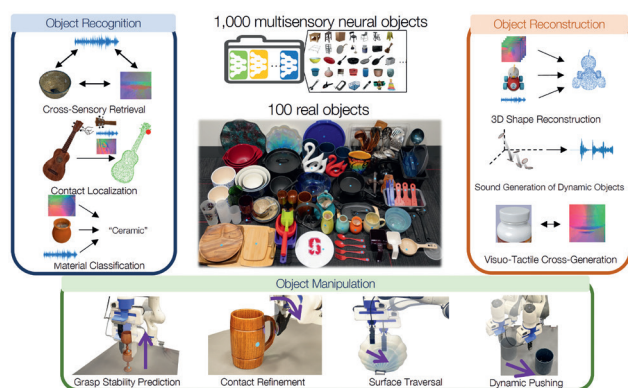 Object Recognition
Cross-Sensory Retrieval
Contact Localization
"Ceramic"
Material Classification
1,000 multisensory neural objects
100 real objects
Object Reconstruction
3D Shape Reconstruction
Sound Generation of Dynamic Objects
Visuo-Tactile Cross-Generation
Object Manipulation
Grasp Stability Prediction
Contact Refinement
Surface Traversal
Dynamic Pushing